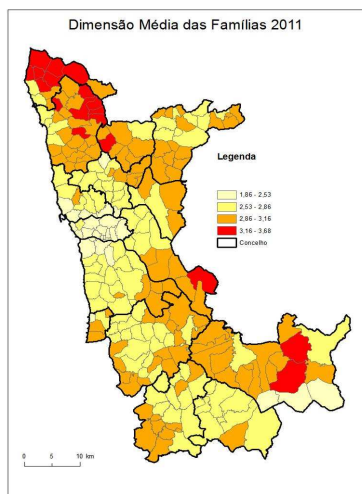 Dimensão Média das Famílias 2011
Legenda
1,86 - 2,53
2,53 - 2,86
2,86 - 3,16
3,16 - 3,68
Concelho
0 5 10 km